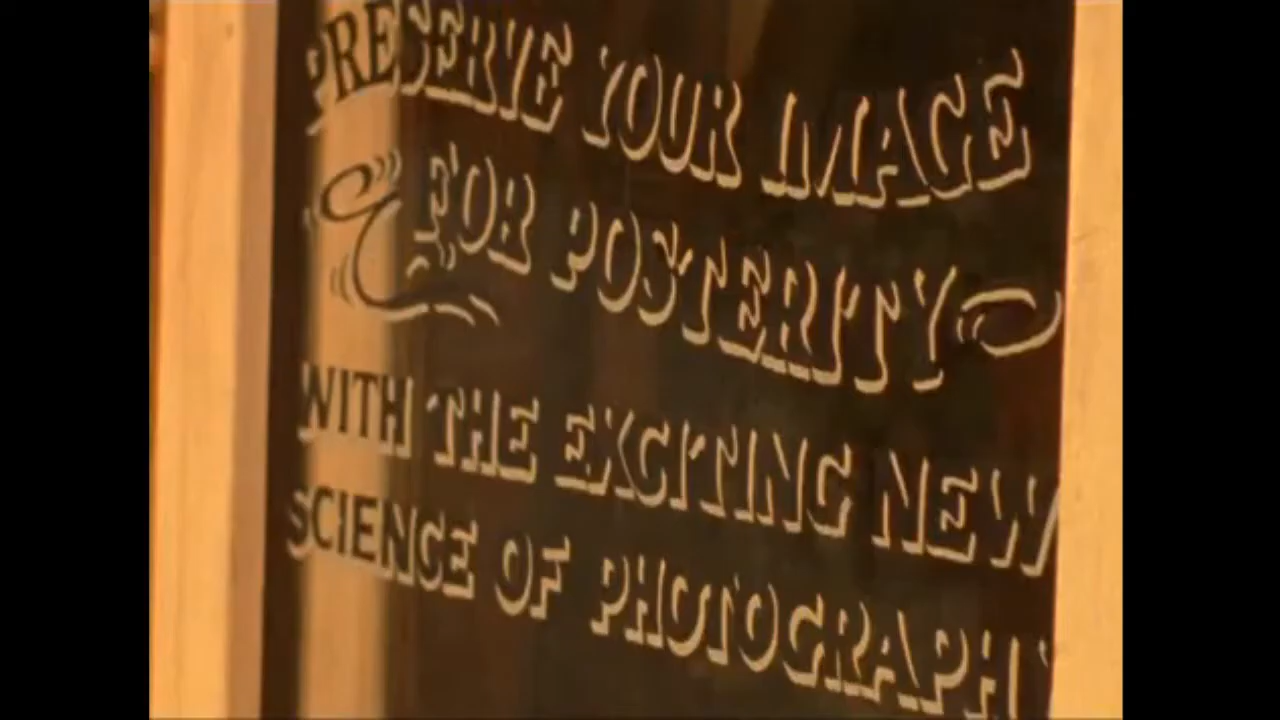 PRESERVE YOUR IMAGE
FOR POSTERITY
WITH THE EXCITING NEW
SCIENCE OF PHOTOGRAPHY